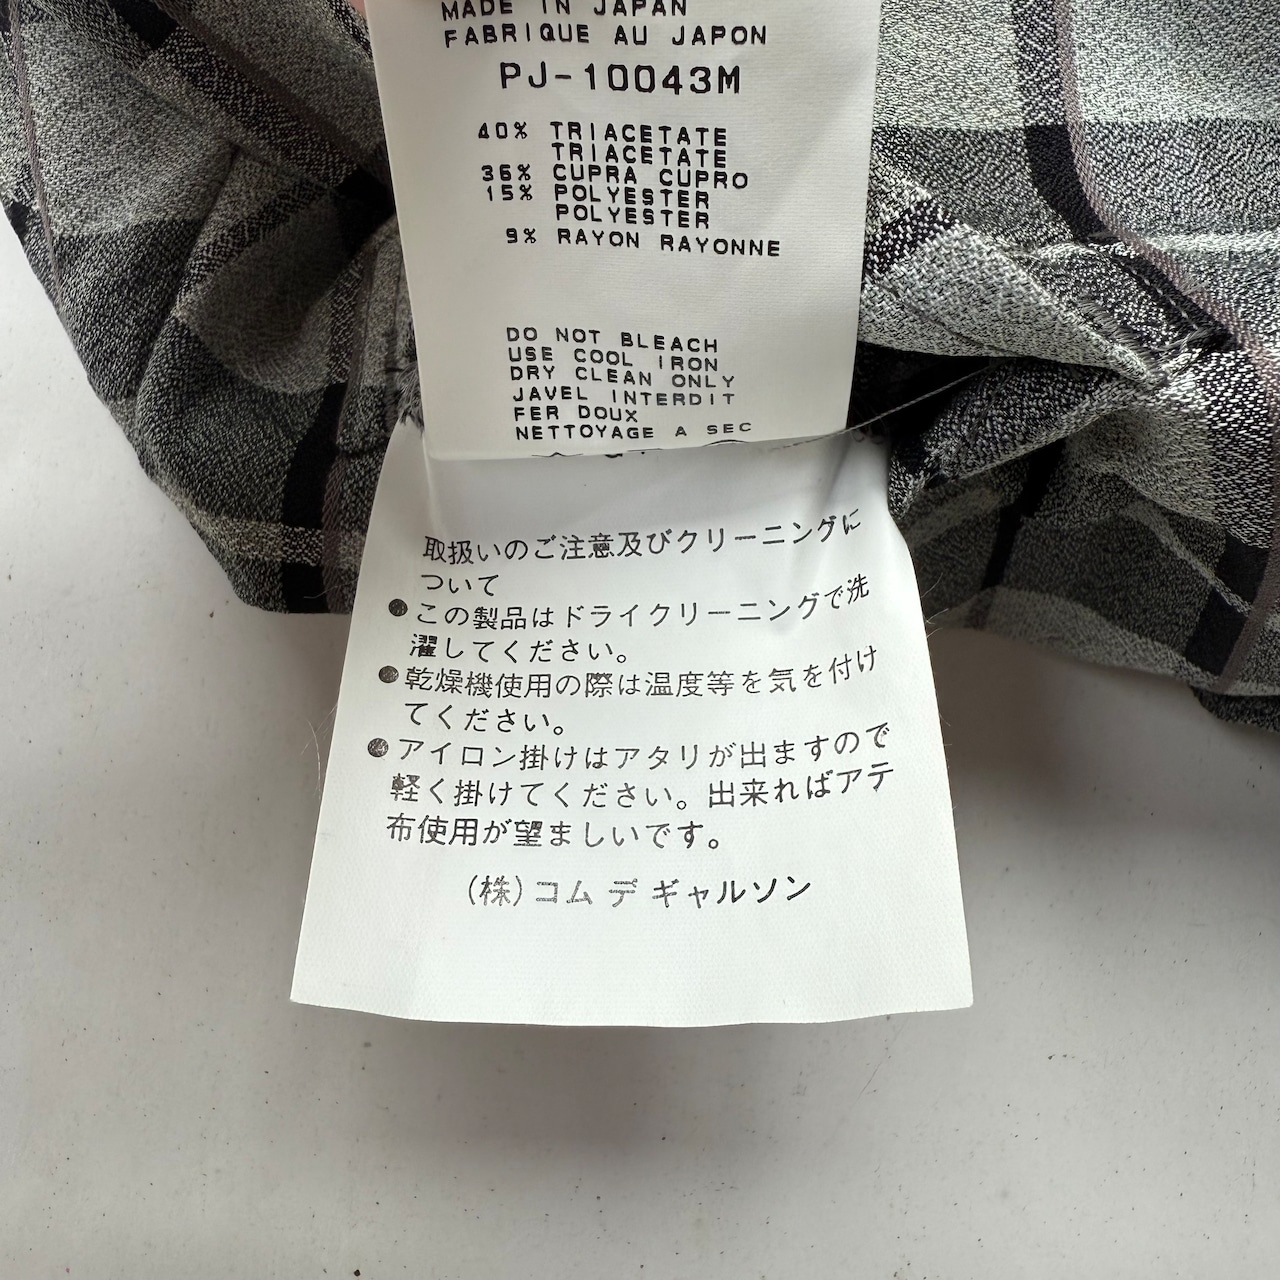 MADE IN JAPAN
FABRIQUE AU JAPON
PJ-10043M
40% TRIACETATE
TRIACETATE
36% CUPRA CUPRO
15% POLYESTER
POLYESTER
9% RAYON RAYONNE
DO NOT BLEACH
USE COOL IRON
DRY CLEAN ONLY
JAVEL INTERDIT
FER DOUX
NETTOYAGE A SEC
取扱いのご注意及びクリーニングに
ついて
●この製品はドライクリーニングで洗
濯してください。
●乾燥機使用の際は温度等を気を付け
てください。
●アイロン掛けはアタリが出ますので
軽く掛けてください。出来ればアテ
布使用が望ましいです。
(株)コム デ ギャルソン